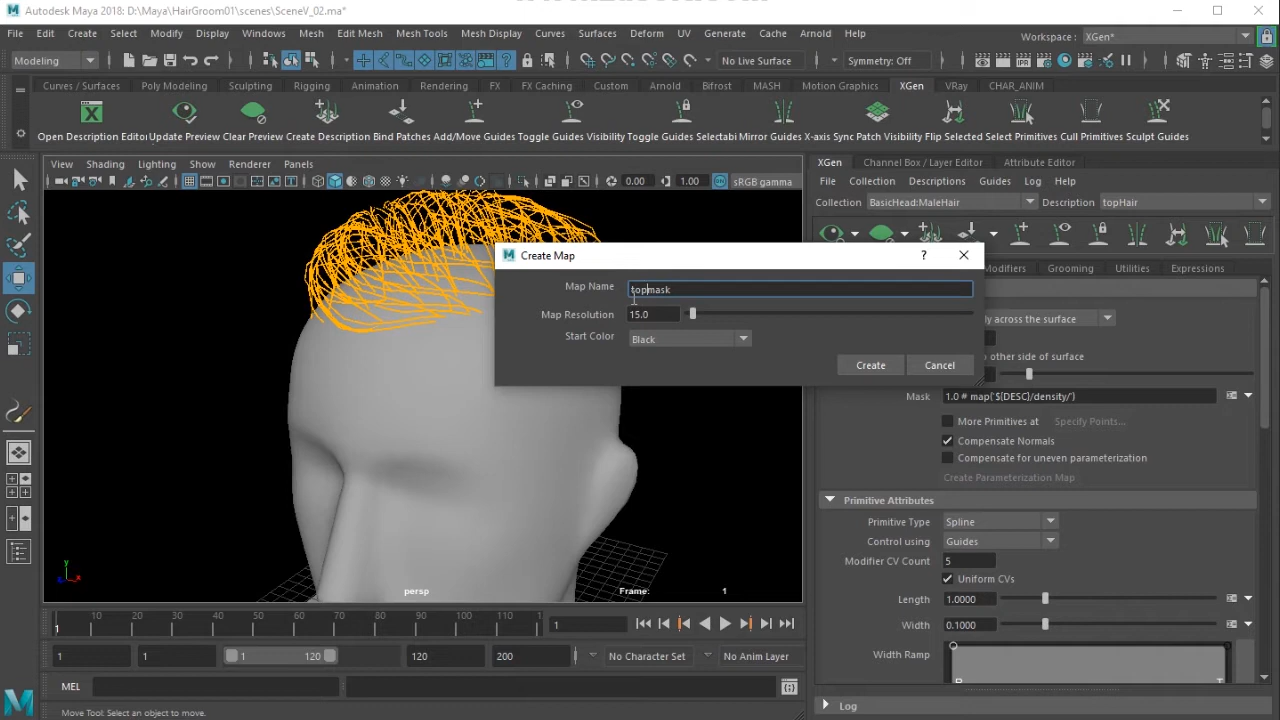 Autodesk Maya 2018: D:\Maya\HairGroom01\scenes\SceneV_02.ma*
File Edit Create Select Modify Display Windows Mesh Edit Mesh Mesh Tools Mesh Display Curves Surfaces Deform UV Generate Cache Arnold Help Workspace : XGen*
Modeling No Live Surface Symmetry: Off
Curves / Surfaces Poly Modeling Sculpting Rigging Animation Rendering FX FX Caching Custom Arnold Bifrost MASH Motion Graphics XGen VRay CHAR_ANIM
Open Description Editor Update Preview Clear Preview Create Description Bind Patches Add/Move Guides Toggle Guides Visibility Toggle Guides Selectabi Mirror Guides X-axis Sync Patch Visibility Flip Selected Select Primitives Cull Primitives Sculpt Guides
View Shading Lighting Show Renderer Panels
0.00 1.00 sRGB gamma
XGen Channel Box / Layer Editor Attribute Editor
File Collection Descriptions Guides Log Help
Collection BasicHead:MaleHair Description topHair
Modifiers Grooming Utilities Expressions
Create Map ?
Map Name topmask
Map Resolution 15.0
Start Color Black
Create Cancel
across the surface
other side of surface
Mask 1.0 # map('${DESC}/density/')
More Primitives at Specify Points...
Compensate Normals
Compensate for uneven parameterization
Create Parameterization Map
Primitive Attributes
Primitive Type Spline
Control using Guides
Modifier CV Count 5
Uniform CVs
Length 1.0000
Width 0.1000
Width Ramp
R T
y
z x
persp
Frame: 1
1 10 20 30 40 50 60 70 80 90 100 110 1
1
1 1 1 120 120 200 No Character Set No Anim Layer
MEL
Move Tool: Select an object to move.
Log